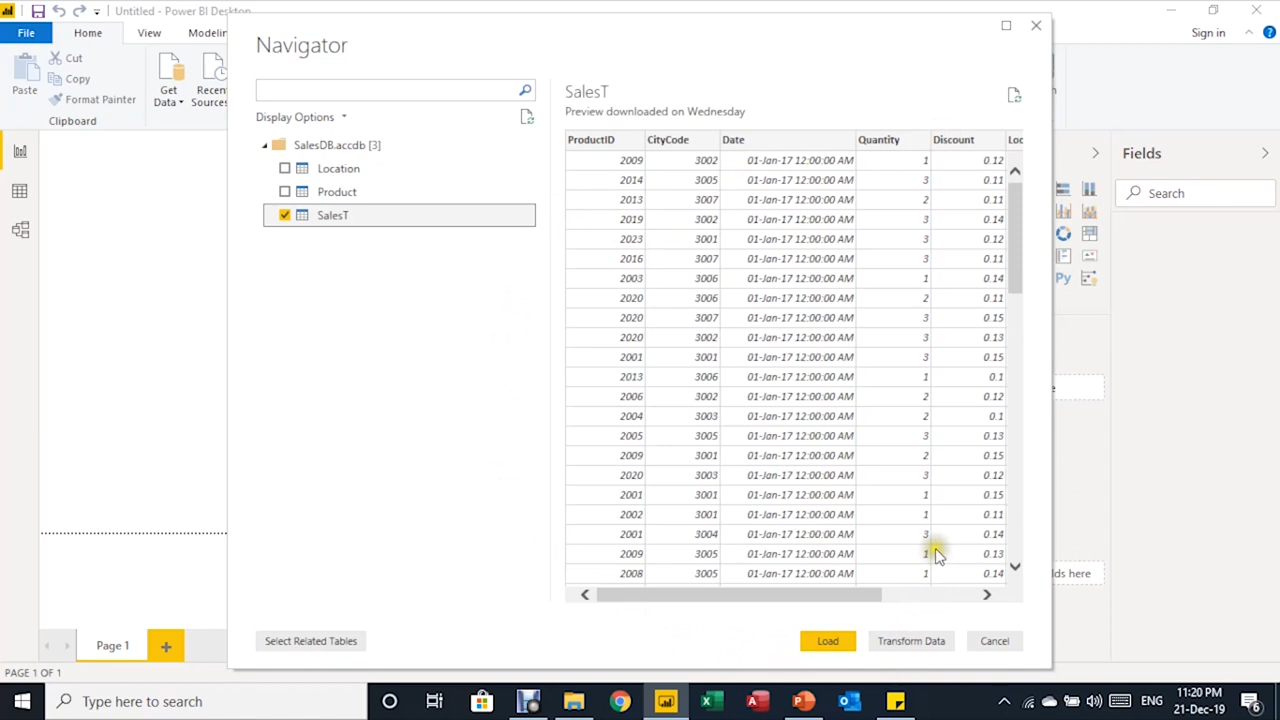 Untitled - Power BI Desktop
File
Home
View
Modelin
Sign in
Paste
Cut
Copy
Format Painter
Clipboard
Get
Data
Recent
Sources
Navigator
Display Options
SalesDB.accdb [3]
Location
Product
SalesT
SalesT
Preview downloaded on Wednesday
ProductID CityCode Date Quantity Discount Loc
2009 3002 01-Jan-17 12:00:00 AM 1 0.12
2014 3005 01-Jan-17 12:00:00 AM 3 0.11
2013 3007 01-Jan-17 12:00:00 AM 2 0.11
2019 3002 01-Jan-17 12:00:00 AM 3 0.14
2023 3001 01-Jan-17 12:00:00 AM 3 0.12
2016 3007 01-Jan-17 12:00:00 AM 3 0.11
2003 3006 01-Jan-17 12:00:00 AM 1 0.14
2020 3006 01-Jan-17 12:00:00 AM 2 0.11
2020 3007 01-Jan-17 12:00:00 AM 3 0.15
2020 3002 01-Jan-17 12:00:00 AM 3 0.13
2001 3001 01-Jan-17 12:00:00 AM 3 0.15
2013 3006 01-Jan-17 12:00:00 AM 1 0.1
2006 3002 01-Jan-17 12:00:00 AM 2 0.12
2004 3003 01-Jan-17 12:00:00 AM 2 0.1
2005 3005 01-Jan-17 12:00:00 AM 3 0.13
2009 3001 01-Jan-17 12:00:00 AM 2 0.15
2020 3003 01-Jan-17 12:00:00 AM 3 0.12
2001 3001 01-Jan-17 12:00:00 AM 1 0.15
2002 3001 01-Jan-17 12:00:00 AM 1 0.11
2001 3004 01-Jan-17 12:00:00 AM 3 0.14
2009 3005 01-Jan-17 12:00:00 AM 1 0.13
2008 3005 01-Jan-17 12:00:00 AM 1 0.14
Select Related Tables
Load
Transform Data
Cancel
Fields
Search
Py
e
lds here
Page 1
PAGE 1 OF 1
Type here to search
ENG
11:20 PM
21-Dec-19
6